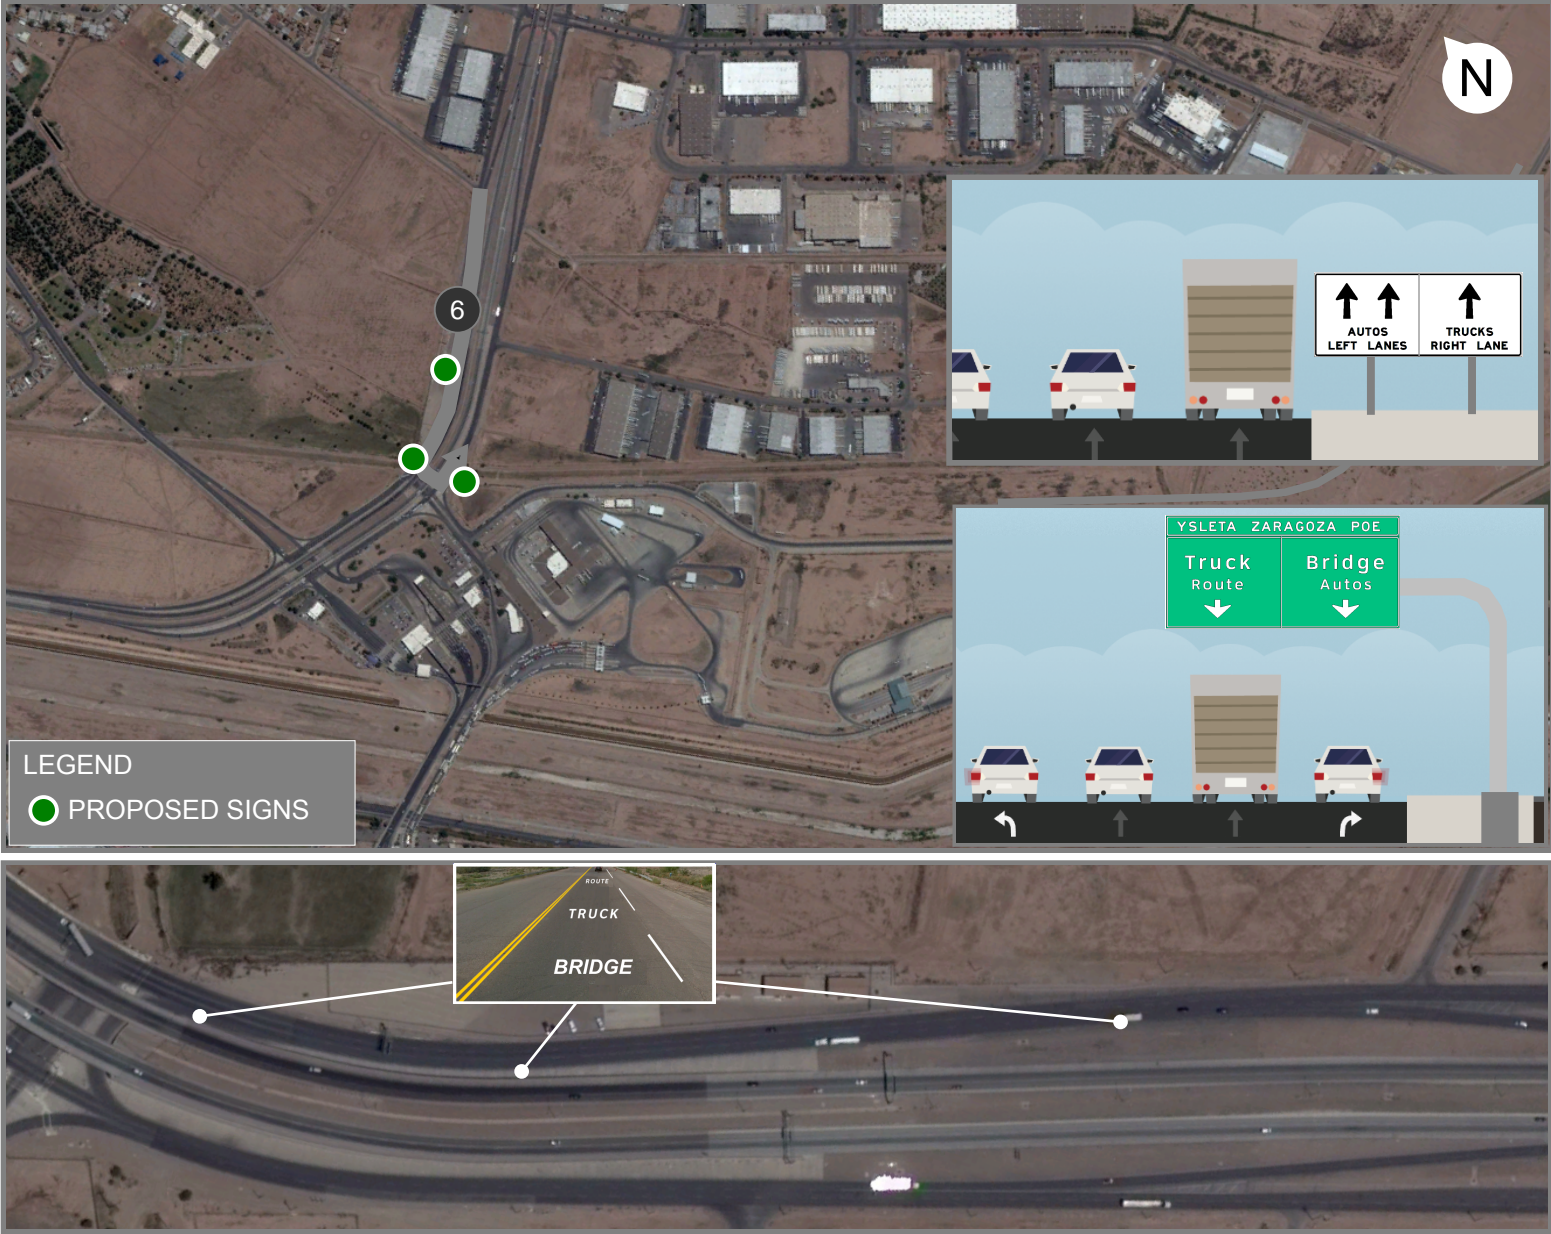 N
6
AUTOS
LEFT LANES
TRUCKS
RIGHT LANE
YSLETA ZARAGOZA POE
Truck
Route
Bridge
Autos
LEGEND
PROPOSED SIGNS
ROUTE
TRUCK
BRIDGE